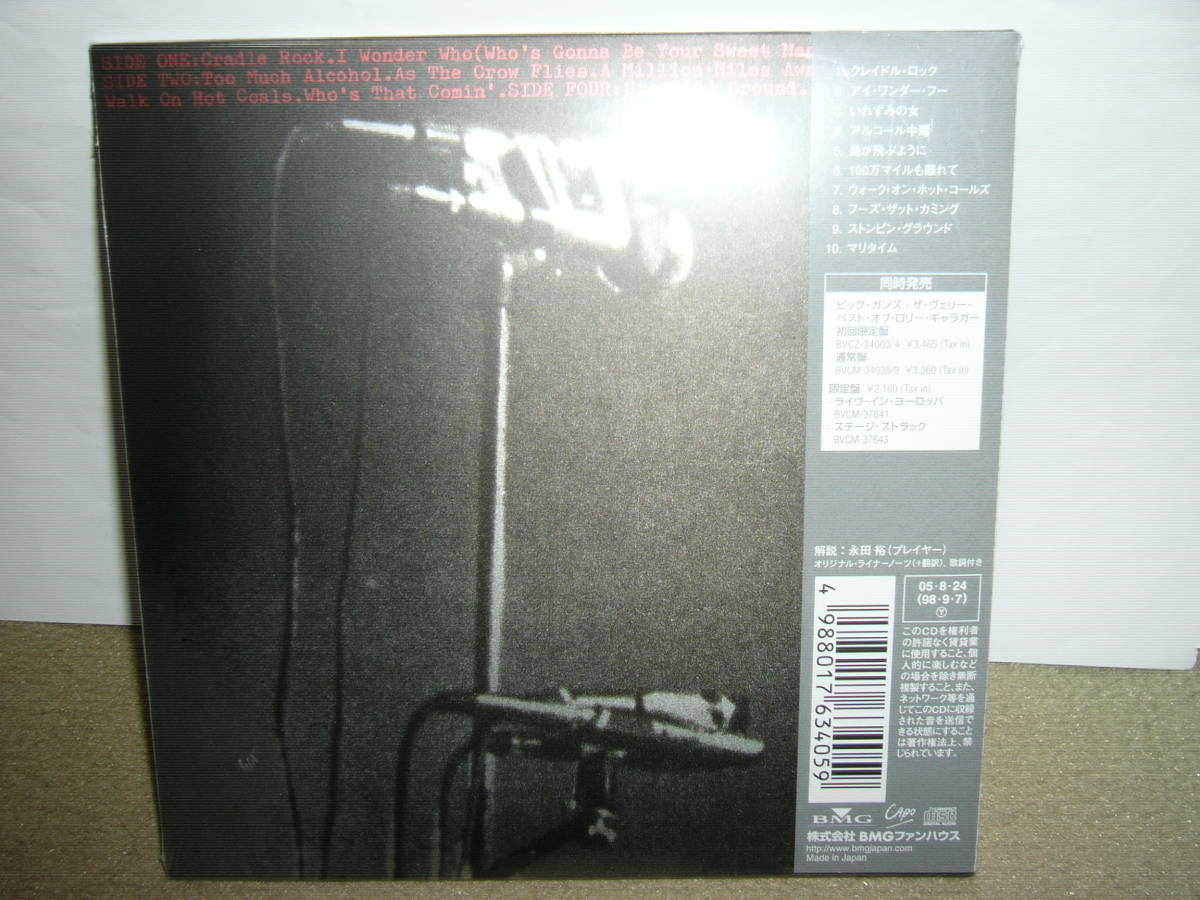 SIDE ONE:Cradle Rock.I Wonder Who(Who's Gonna Be Your Sweet
SIDE TWO:Too Much Alcohol.As The Crow Flies.A Million Miles Awa
Walk On Hot Coals.Who's That Comin'.SIDE FOUR: Ground.
1. クレイドル・ロック
2. アイ・ワンダー・フー
3. いれずみの女
4. アルコール中毒
5. 鳥が飛ぶように
6. 100万マイルも離れて
7. ウォーク・オン・ホット・コールズ
8. フーズ・ザット・カミング
9. ストンピン・グラウンド
10. マリタイム
同時発売
ビッグ・ガンズ - ザ・ヴェリー・
ベスト・オブ・ロリー・ギャラガー
初回限定盤
BVCZ-34003/4 ¥3,465 (Tax in)
通常盤
BVCM-34038/9 ¥3,360 (Tax in)
限定盤 ¥2,100 (Tax in)
ライヴ・イン・ヨーロッパ
BVCM-37641
ステージ・ストラック
BVCM-37643
解説:永田 裕(プレイヤー)
オリジナル・ライナーノーツ(+翻訳)、歌詞付き
05・8・24
(98・9・7)
Y
このCDを権利者
の許諾なく賃貸業
に使用すること、個
人的に楽しむなど
の場合を除き無断
複製すること、また、
ネットワーク等を通
じてこのCDに収録
された音を送信で
きる状態にすること
は著作権法上、禁
じられています。
4 988017 634059
BMG CAPO COMPACT disc DIGITAL AUDIO
株式会社 BMGファンハウス
http://www.bmgjapan.com
Made in Japan